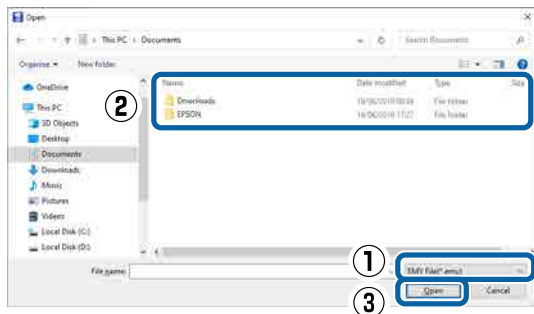 Open
This PC › Documents
Search Documents
Organise New folder
Name Date modified Type Size
OneDrive
This PC
3D Objects
Desktop
Documents
Downloads
Music
Pictures
Videos
Local Disk (C:)
Local Disk (D:)
②
Downloads File folder
EPSON File folder
File name:
①
③
Open Cancel